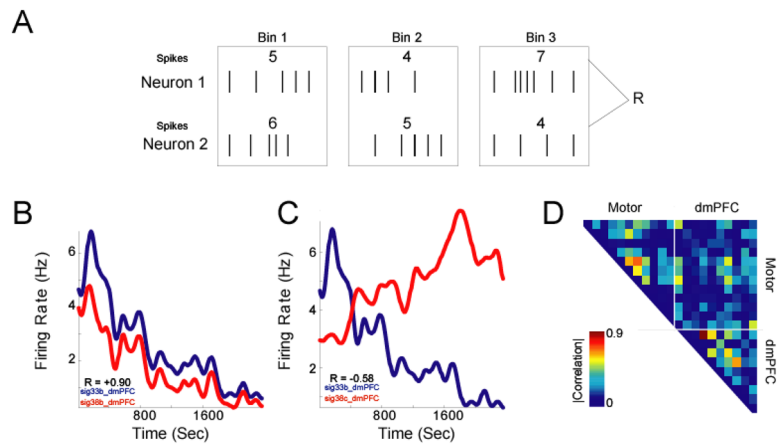 A
Bin 1
Bin 2
Bin 3
Spikes
5
4
7
Neuron 1
R
Spikes
6
5
4
Neuron 2
B
Firing Rate (Hz)
6
4
2
R = +0.90
sig33b_dmPFC
sig38b_dmPFC
800
1600
Time (Sec)
C
Firing Rate (Hz)
6
4
2
R = -0.58
sig33b_dmPFC
sig38c_dmPFC
800
1600
Time (Sec)
D
Motor
dmPFC
Motor
dmPFC
|Correlation|
0.9
0